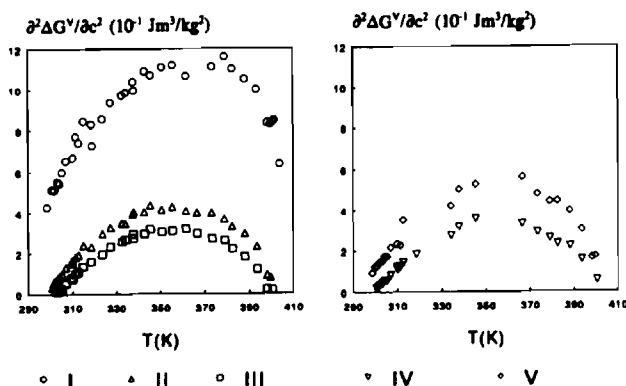 ∂²ΔG^v/∂c² (10⁻¹ Jm³/kg²) ∂²ΔG^v/∂c² (10⁻¹ Jm³/kg²)
12 12
10 10
8 8
6 6
4 4
2 2
0 0
290 310 330 350 370 390 410 290 310 330 350 370 390 410
T(K) T(K)
I II III IV V